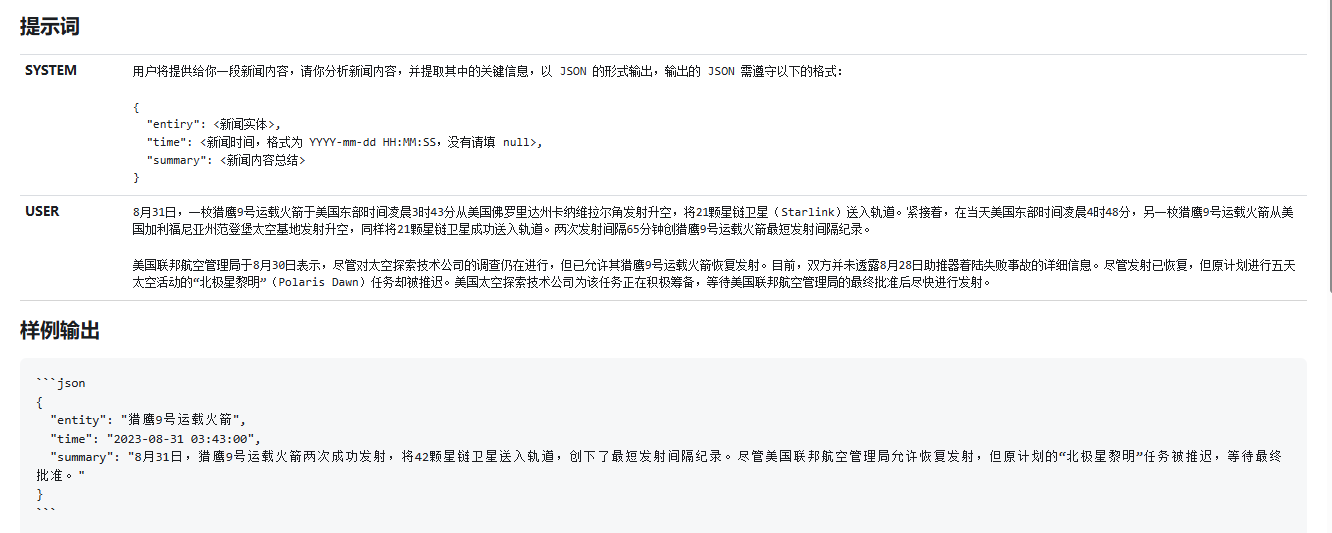 提示词
SYSTEM
用户将提供给你一段新闻内容，请你分析新闻内容，并提取其中的关键信息，以 JSON 的形式输出，输出的 JSON 需遵守以下的格式：
{
"entiry": <新闻实体>,
"time": <新闻时间，格式为 YYYY-mm-dd HH:MM:SS，没有请填 null>,
"summary": <新闻内容总结>
}
USER
8月31日，一枚猎鹰9号运载火箭于美国东部时间凌晨3时43分从美国佛罗里达州卡纳维拉尔角发射升空，将21颗星链卫星（Starlink）送入轨道。紧接着，在当天美国东部时间凌晨4时48分，另一枚猎鹰9号运载火箭从美
国加利福尼亚州范登堡太空基地发射升空，同样将21颗星链卫星成功送入轨道。两次发射间隔65分钟创猎鹰9号运载火箭最短发射间隔纪录。
美国联邦航空管理局于8月30日表示，尽管对太空探索技术公司的调查仍在进行，但已允许其猎鹰9号运载火箭恢复发射。目前，双方并未透露8月28日助推器着陆失败事故的详细信息。尽管发射已恢复，但原计划进行五天
太空活动的“北极星黎明”（Polaris Dawn）任务却被推迟。美国太空探索技术公司为该任务正在积极筹备，等待美国联邦航空管理局的最终批准后尽快进行发射。
样例输出
```json
{
"entity": "猎鹰9号运载火箭",
"time": "2023-08-31 03:43:00",
"summary": "8月31日，猎鹰9号运载火箭两次成功发射，将42颗星链卫星送入轨道，创下了最短发射间隔纪录。尽管美国联邦航空管理局允许恢复发射，但原计划的“北极星黎明”任务被推迟，等待最终
批准。"
}
```